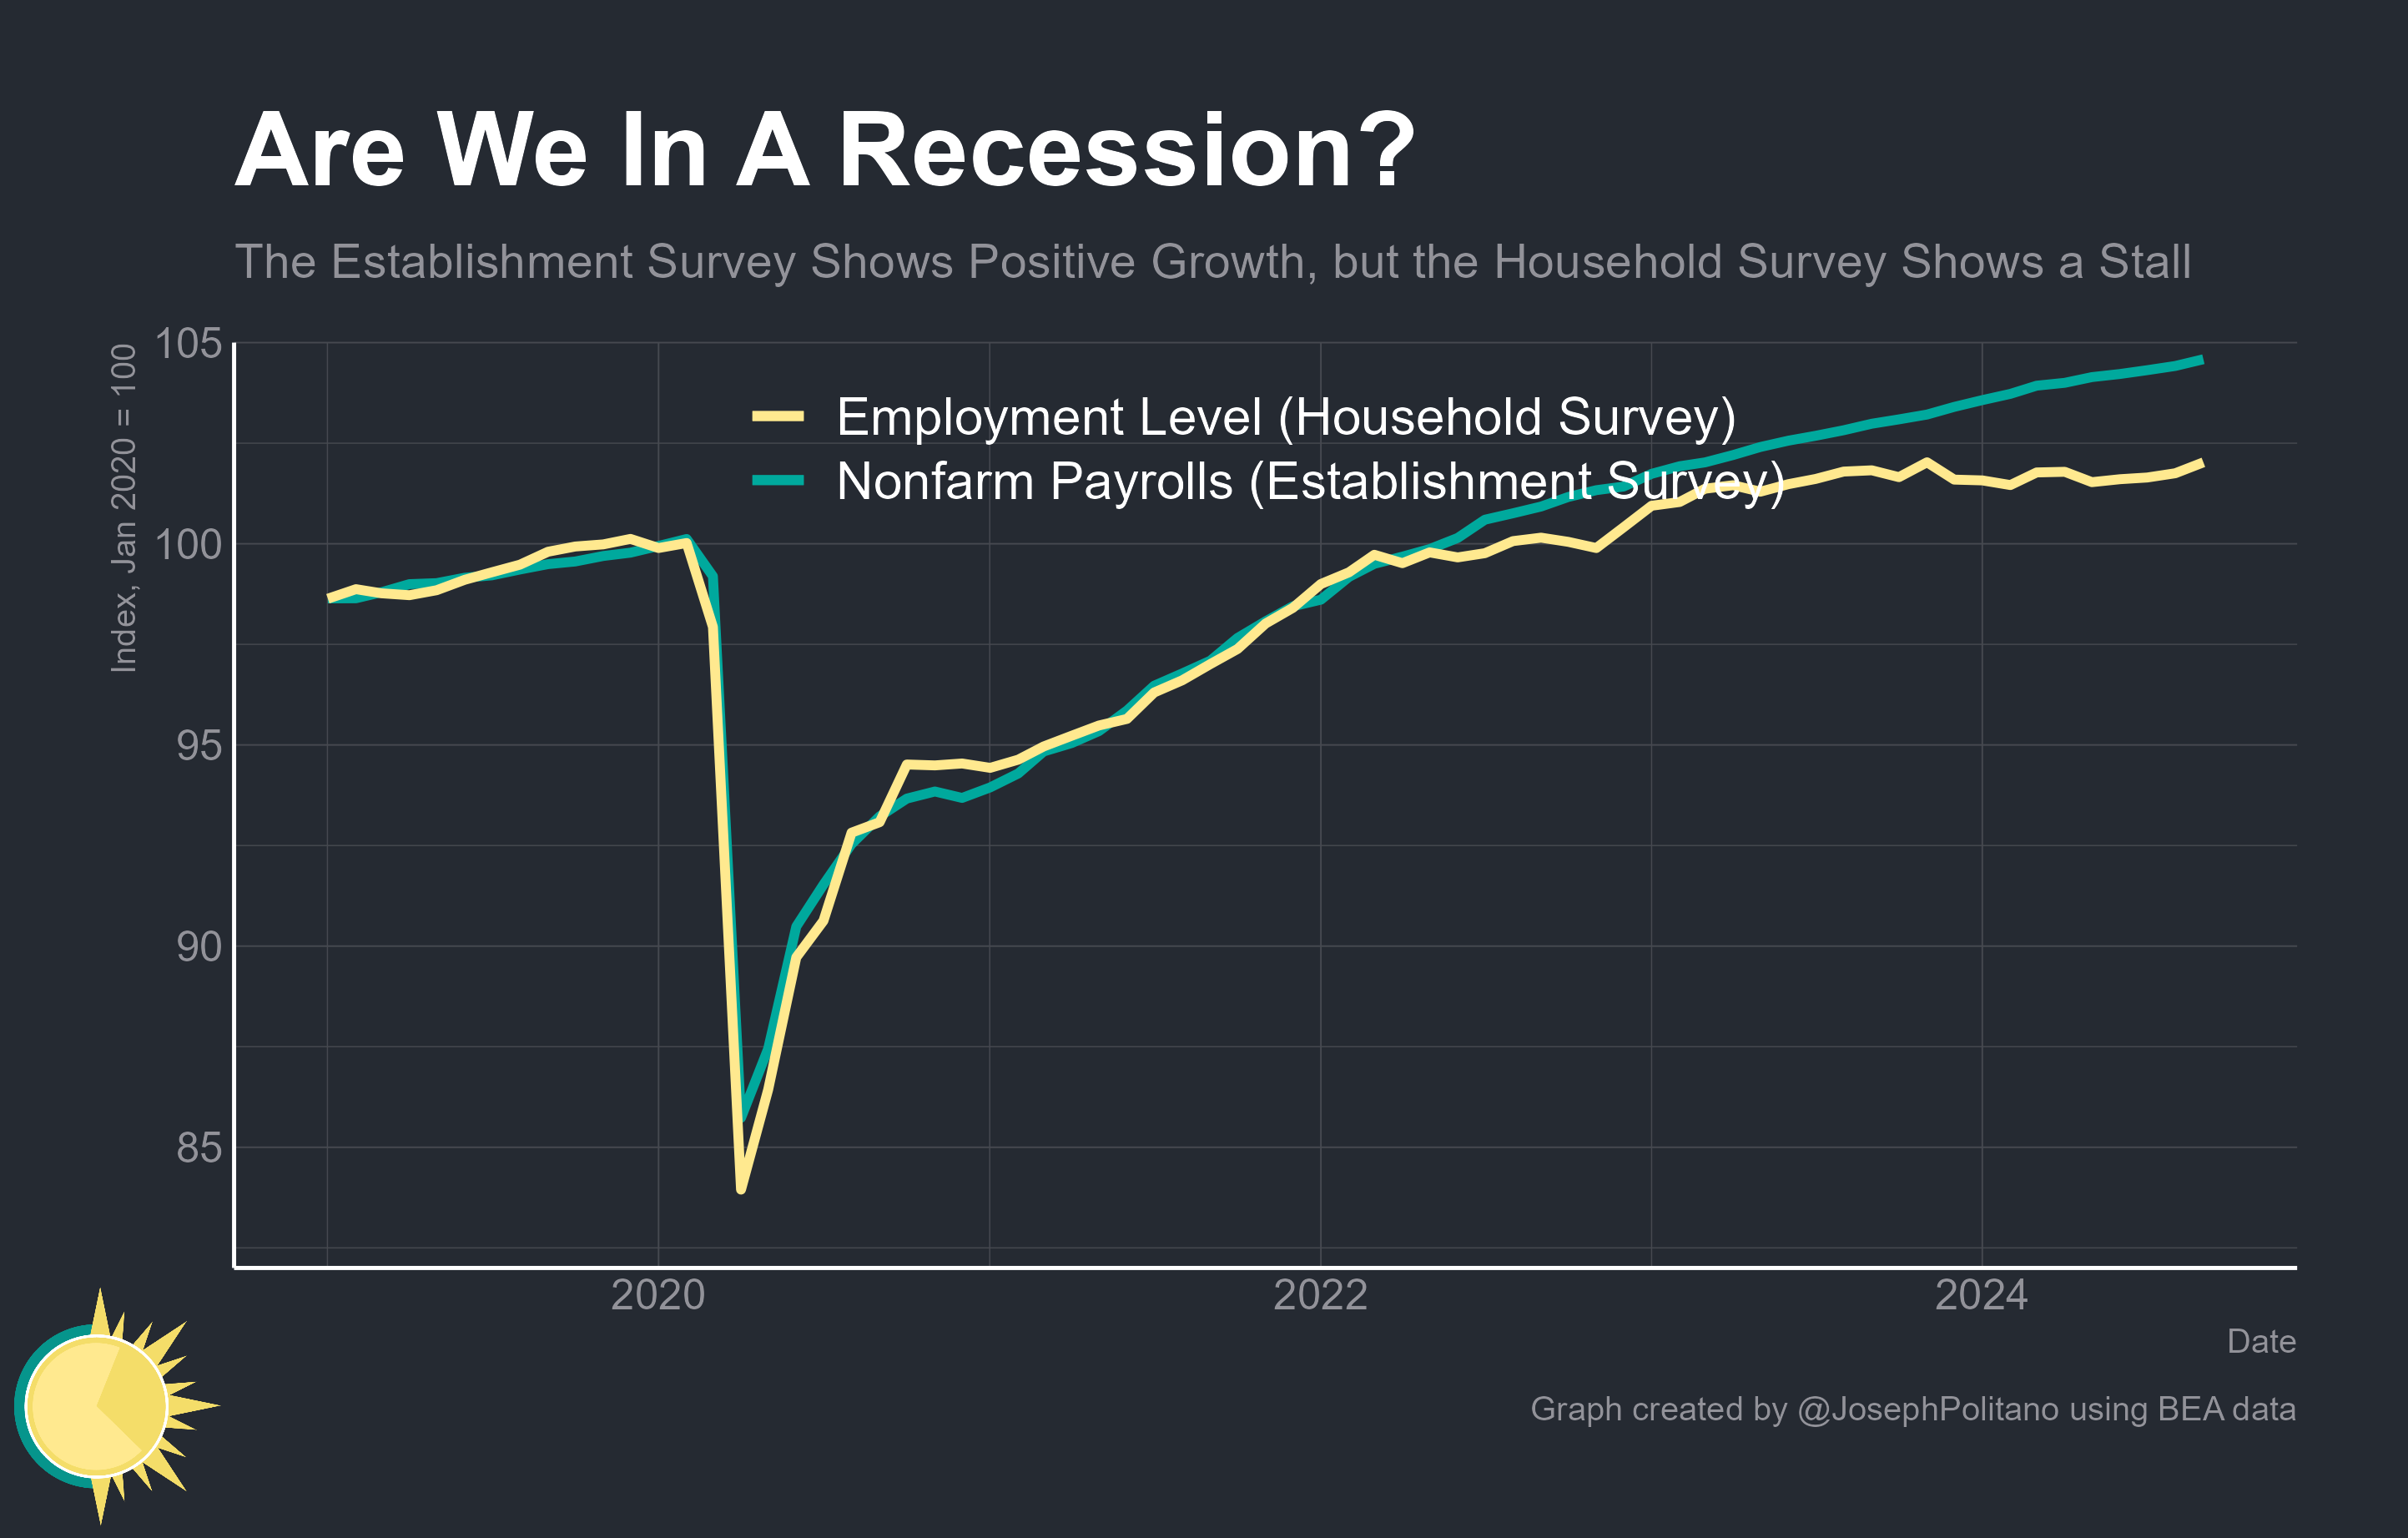 Are We In A Recession?
The Establishment Survey Shows Positive Growth, but the Household Survey Shows a Stall
Index, Jan 2020 = 100
105
100
95
90
85
Employment Level (Household Survey)
Nonfarm Payrolls (Establishment Survey)
2020
2022
2024
Date
Graph created by @JosephPolitano using BEA data